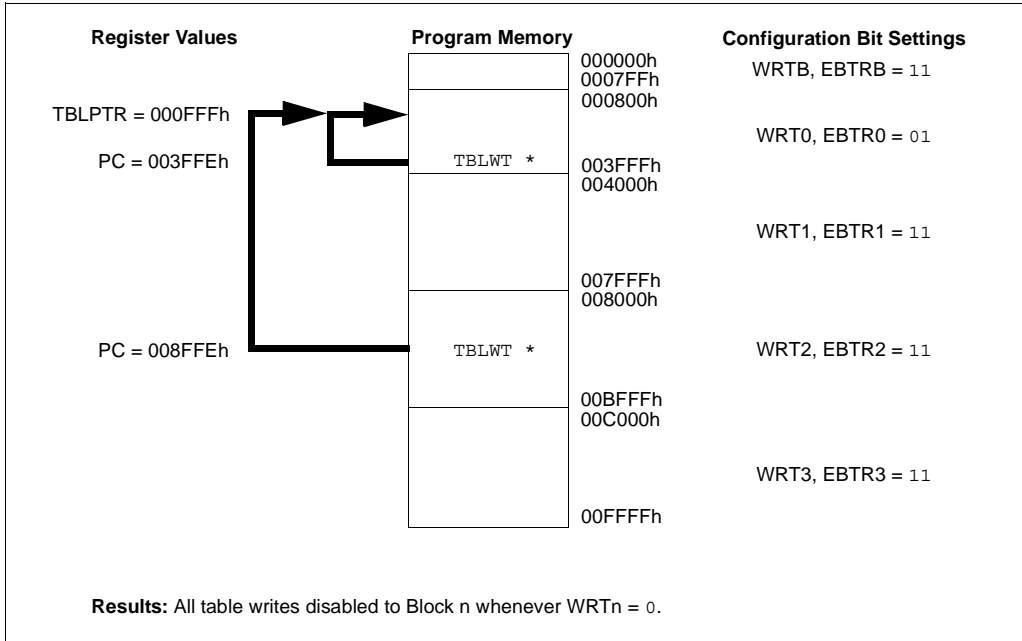 Register Values Program Memory Configuration Bit Settings
000000h
WRTB, EBTRB = 11
0007FFh
000800h
TBLPTR = 000FFFh
WRT0, EBTR0 = 01
PC = 003FFEh TBLWT * 003FFFh
004000h
WRT1, EBTR1 = 11
007FFFh
008000h
PC = 008FFEh TBLWT * WRT2, EBTR2 = 11
00BFFFh
00C000h
WRT3, EBTR3 = 11
00FFFFh
Results: All table writes disabled to Block n whenever WRTn = 0.